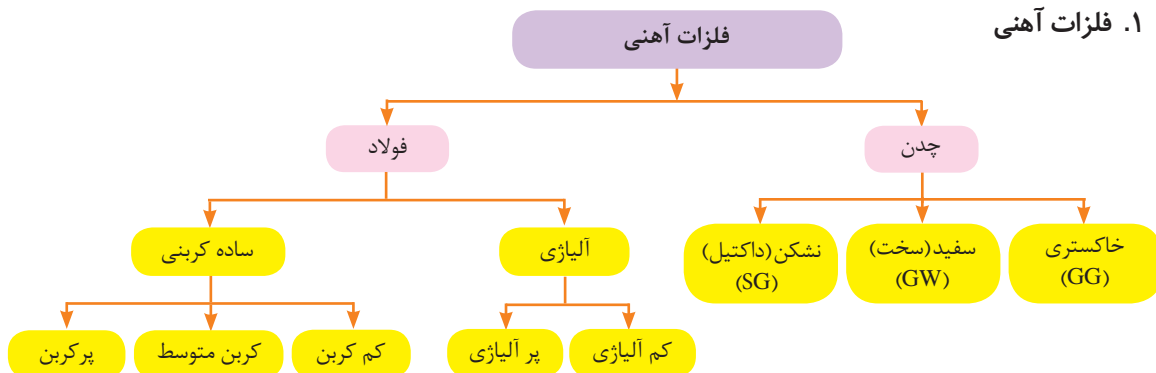 ۱. فلزات آهنی
فلزات آهنی
چدن
فولاد
خاکستری
(GG)
سفید(سخت)
(GW)
نشکن(داکتیل)
(SG)
آلیاژی
ساده کربنی
کم آلیاژی
پر آلیاژی
کم کربن
کربن متوسط
پرکربن